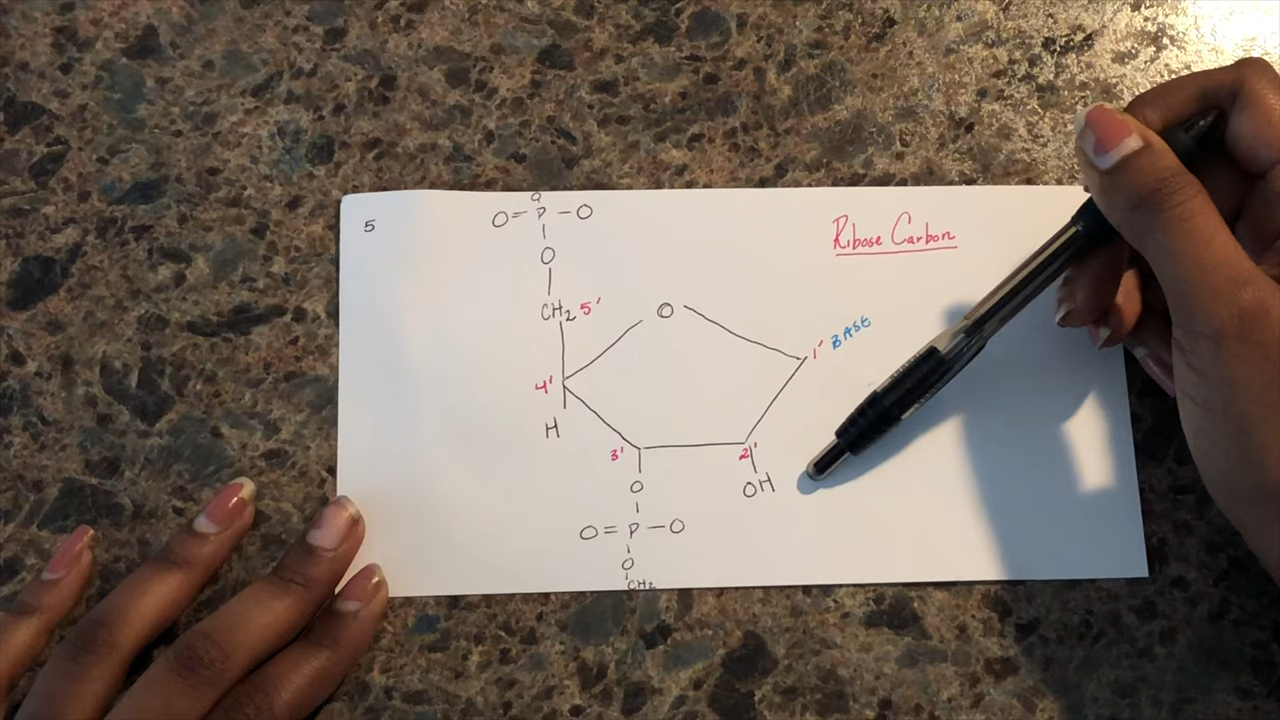 5
O
O=P-O
Ribose Carbon
O
CH2 5'
O
1' BASE
4'
H
3'
2'
O
OH
O=P-O
O
CH2